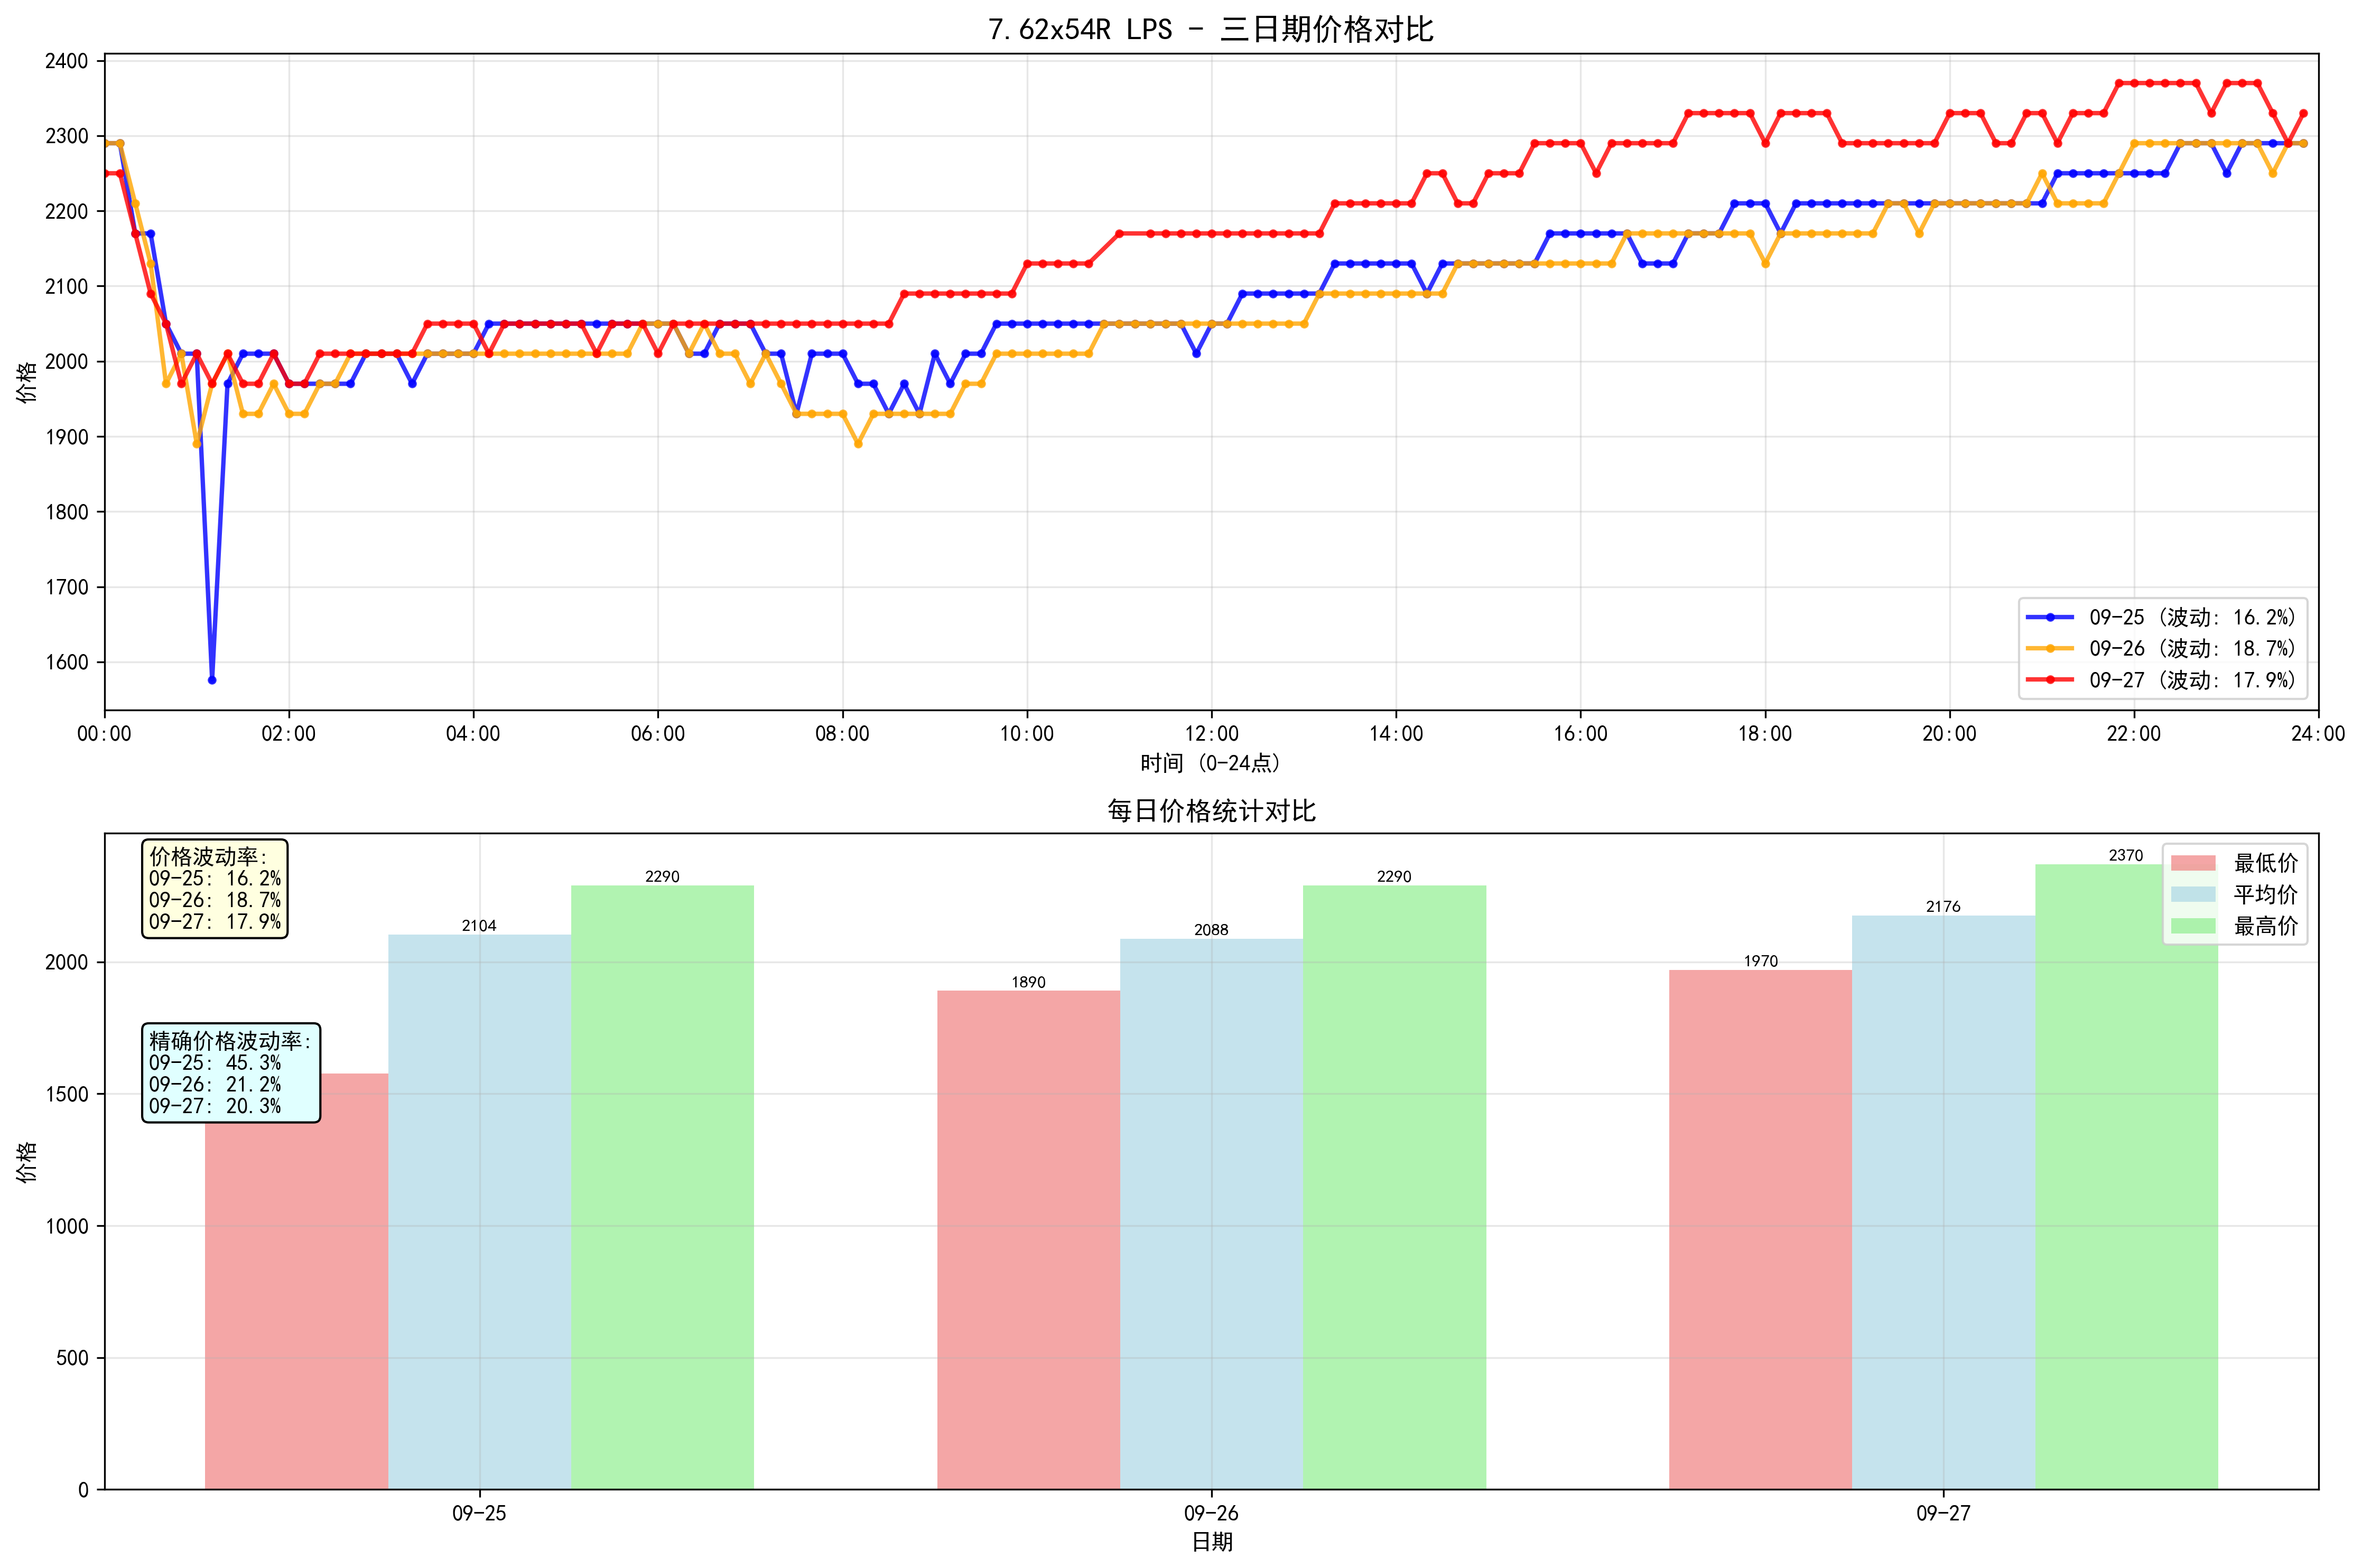 7.62x54R LPS - 三日期价格对比
2400
2300
2200
2100
2000
1900
1800
1700
1600
价格
09-25 (波动: 16.2%)
09-26 (波动: 18.7%)
09-27 (波动: 17.9%)
00:00 02:00 04:00 06:00 08:00 10:00 12:00 14:00 16:00 18:00 20:00 22:00 24:00
时间 (0-24点)
每日价格统计对比
价格波动率:
09-25: 16.2%
09-26: 18.7%
09-27: 17.9%
精确价格波动率:
09-25: 45.3%
09-26: 21.2%
09-27: 20.3%
2104
2290
1890
2088
2290
1970
2176
2370
最低价
平均价
最高价
2000
1500
1000
500
0
价格
09-25 09-26 09-27
日期